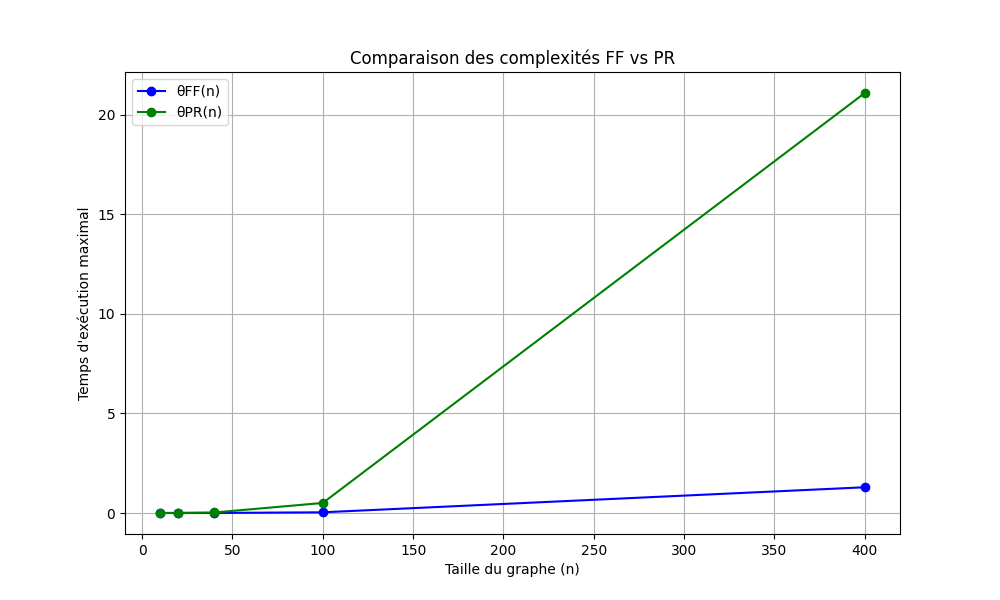 Comparaison des complexités FF vs PR
θFF(n)
θPR(n)
Temps d'exécution maximal
20
15
10
5
0
0 50 100 150 200 250 300 350 400
Taille du graphe (n)